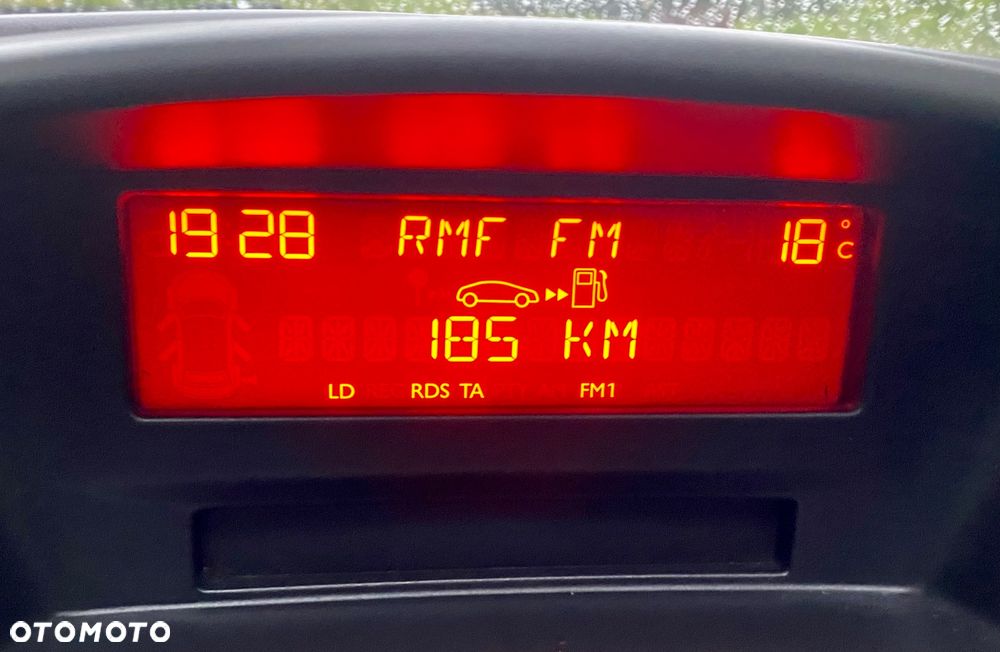 19 28 RMF FM 18°C
185 KM
LD RDS TA FM1
OTOMOTO